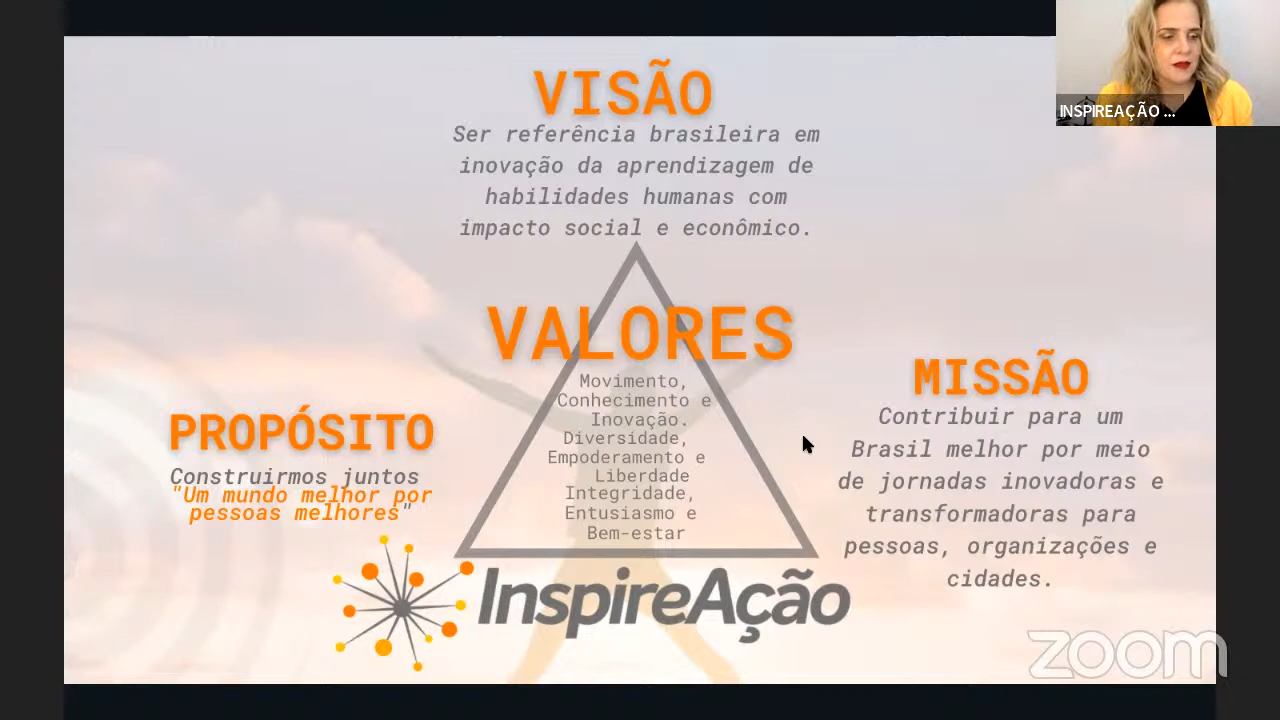 VISÃO
Ser referência brasileira em
inovação da aprendizagem de
habilidades humanas com
impacto social e econômico.
INSPIREAÇÃO ...
VALORES
Movimento,
Conhecimento e
Inovação.
Diversidade,
Empoderamento e
Liberdade
Integridade,
Entusiasmo e
Bem-estar
PROPÓSITO
Construirmos juntos
"Um mundo melhor por
pessoas melhores"
MISSÃO
Contribuir para um
Brasil melhor por meio
de jornadas inovadoras e
transformadoras para
pessoas, organizações e
cidades.
InspireAção
zoom